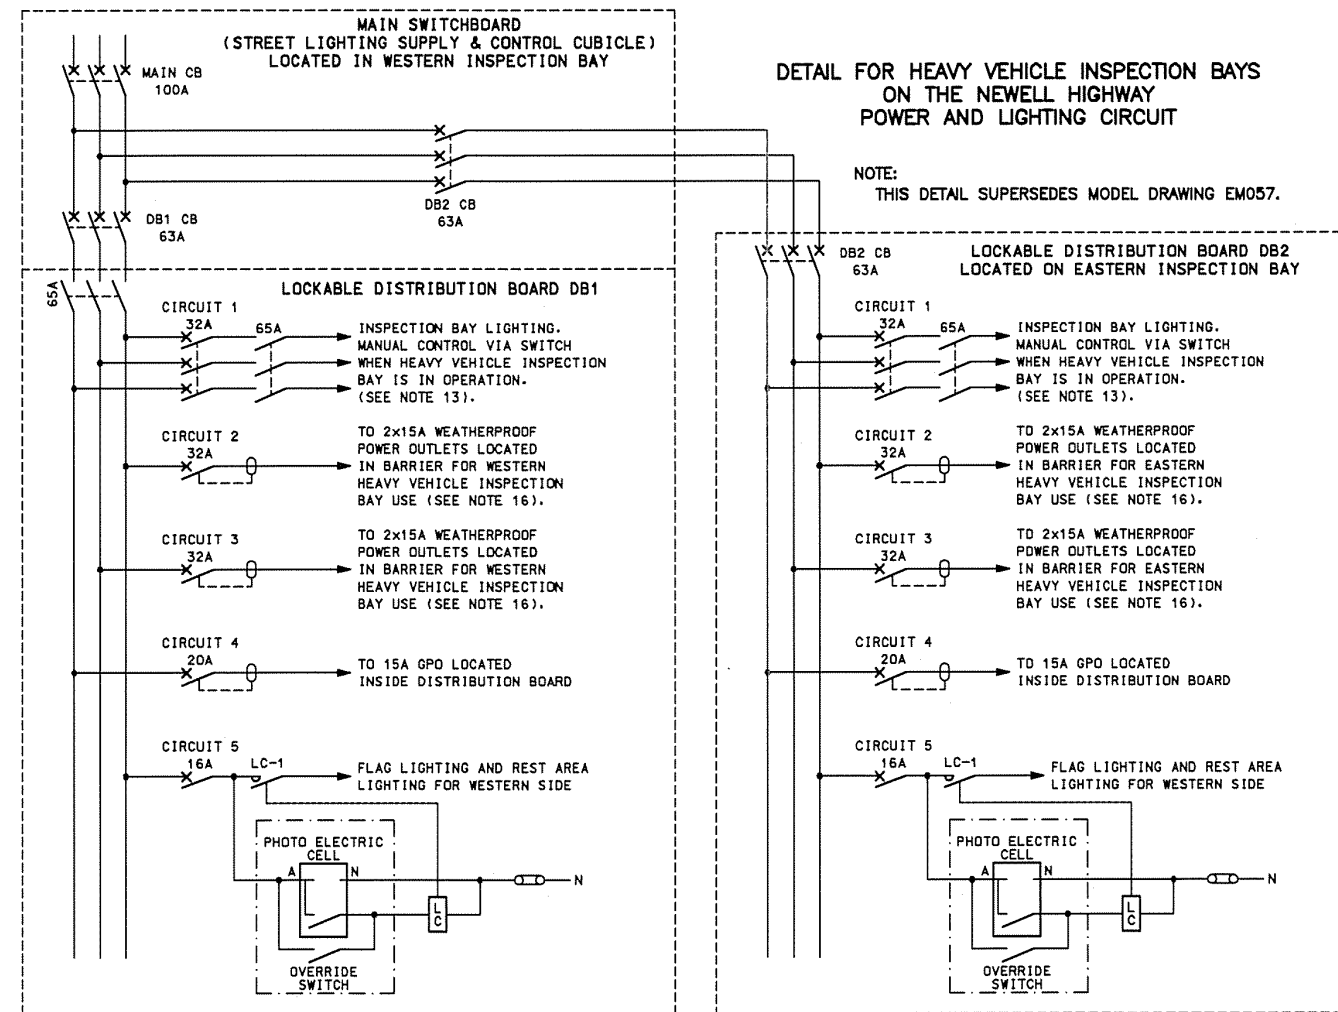 MAIN SWITCHBOARD
(STREET LIGHTING SUPPLY & CONTROL CUBICLE)
LOCATED IN WESTERN INSPECTION BAY
MAIN CB
100A
DETAIL FOR HEAVY VEHICLE INSPECTION BAYS
ON THE NEWELL HIGHWAY
POWER AND LIGHTING CIRCUIT
NOTE:
THIS DETAIL SUPERSEDES MODEL DRAWING EM057.
DB2 CB
63A
DB1 CB
63A
65A
LOCKABLE DISTRIBUTION BOARD DB1
CIRCUIT 1
32A
65A
INSPECTION BAY LIGHTING.
MANUAL CONTROL VIA SWITCH
WHEN HEAVY VEHICLE INSPECTION
BAY IS IN OPERATION.
(SEE NOTE 13).
CIRCUIT 2
32A
TO 2x15A WEATHERPROOF
POWER OUTLETS LOCATED
IN BARRIER FOR WESTERN
HEAVY VEHICLE INSPECTION
BAY USE (SEE NOTE 16).
CIRCUIT 3
32A
TO 2x15A WEATHERPROOF
POWER OUTLETS LOCATED
IN BARRIER FOR WESTERN
HEAVY VEHICLE INSPECTION
BAY USE (SEE NOTE 16).
CIRCUIT 4
20A
TO 15A GPO LOCATED
INSIDE DISTRIBUTION BOARD
CIRCUIT 5
16A
LC-1
FLAG LIGHTING AND REST AREA
LIGHTING FOR WESTERN SIDE
PHOTO ELECTRIC
CELL
A
N
N
LC
OVERRIDE
SWITCH
DB2 CB
63A
LOCKABLE DISTRIBUTION BOARD DB2
LOCATED ON EASTERN INSPECTION BAY
CIRCUIT 1
32A
65A
INSPECTION BAY LIGHTING.
MANUAL CONTROL VIA SWITCH
WHEN HEAVY VEHICLE INSPECTION
BAY IS IN OPERATION.
(SEE NOTE 13).
CIRCUIT 2
32A
TO 2x15A WEATHERPROOF
POWER OUTLETS LOCATED
IN BARRIER FOR EASTERN
HEAVY VEHICLE INSPECTION
BAY USE (SEE NOTE 16).
CIRCUIT 3
32A
TO 2x15A WEATHERPROOF
POWER OUTLETS LOCATED
IN BARRIER FOR EASTERN
HEAVY VEHICLE INSPECTION
BAY USE (SEE NOTE 16).
CIRCUIT 4
20A
TO 15A GPO LOCATED
INSIDE DISTRIBUTION BOARD
CIRCUIT 5
16A
LC-1
FLAG LIGHTING AND REST AREA
LIGHTING FOR WESTERN SIDE
PHOTO ELECTRIC
CELL
A
N
N
LC
OVERRIDE
SWITCH